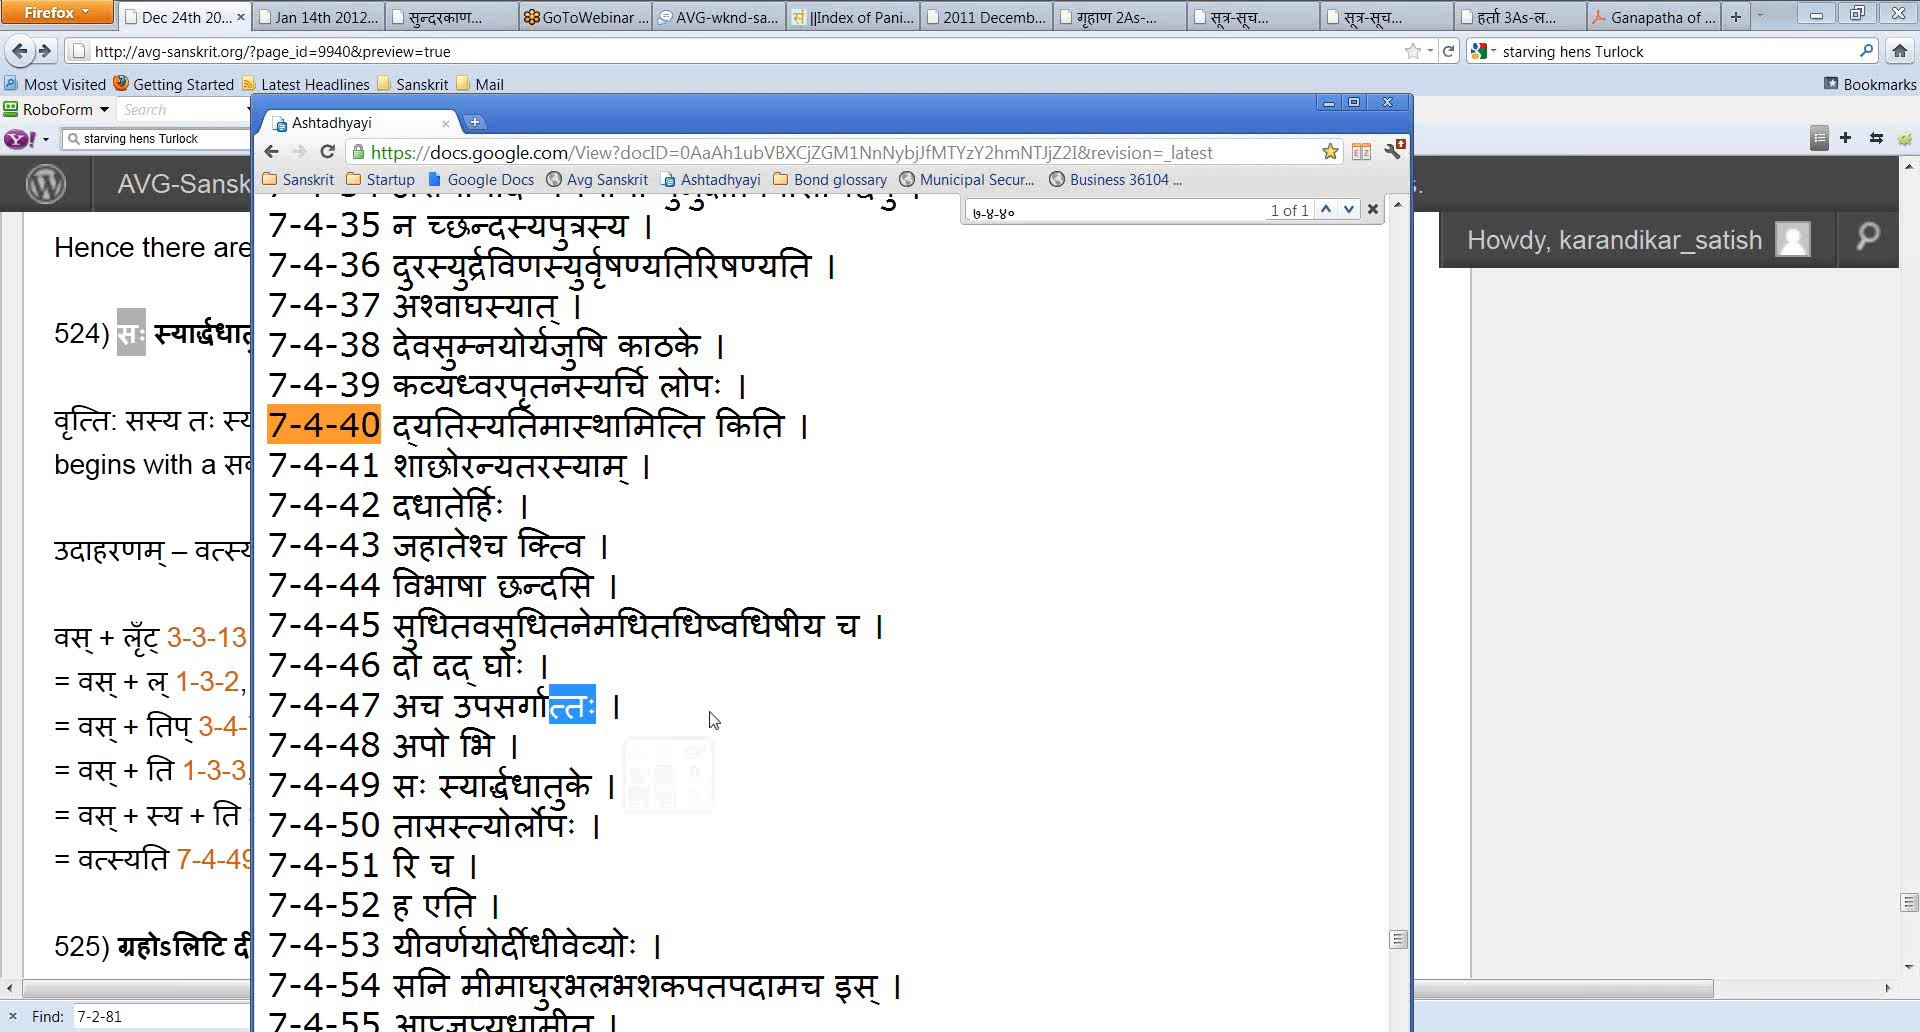 Firefox
Dec 24th 20...
Jan 14th 2012...
सुन्दरकाण...
GoToWebinar ...
AVG-wknd-sa...
||Index of Pani...
2011 Decemb...
गृहाण 2As-...
सूत्र-सूच...
सूत्र-सूच...
हर्ता 3As-ल...
Ganapatha of ...
http://avg-sanskrit.org/?page_id=9940&preview=true
starving hens Turlock
Most Visited Getting Started Latest Headlines Sanskrit Mail
Bookmarks
RoboForm Search
starving hens Turlock
AVG-Sansk
Howdy, karandikar_satish
Hence there are
524) सः स्यार्द्धधातु
वृत्ति: सस्य तः स्य
begins with a सव
उदाहरणम् – वत्स्य
वस् + लृँट् 3-3-13
= वस् + ल् 1-3-2,
= वस् + तिप् 3-4-
= वस् + ति 1-3-3,
= वस् + स्य + ति
= वत्स्यति 7-4-49
525) ग्रहोऽलिटि दी
Find: 7-2-81
Ashtadhyayi
https://docs.google.com/View?docID=0AaAh1ubVBXCjZGM1NnNybjJfMTYzY2hmNTJjZ2I&revision=_latest
Sanskrit Startup Google Docs Avg Sanskrit Ashtadhyayi Bond glossary Municipal Secur... Business 36104 ...
७-४-४० 1 of 1
7-4-35 न च्छन्दस्यपुत्रस्य ।
7-4-36 दुरस्युर्द्रविणस्युर्वृषण्यतिरिषण्यति ।
7-4-37 अश्वाघस्यात् ।
7-4-38 देवसुम्नयोर्यजुषि काठके ।
7-4-39 कव्यध्वरपृतनस्यर्चि लोपः ।
7-4-40 द्यतिस्यतिमास्थामित्ति किति ।
7-4-41 शाछोरन्यतरस्याम् ।
7-4-42 दधातेर्हिः ।
7-4-43 जहातेश्च क्त्वि ।
7-4-44 विभाषा छन्दसि ।
7-4-45 सुधितवसुधितनेमधितधिष्वधिषीय च ।
7-4-46 दो दद् घोः ।
7-4-47 अच उपसर्गात्तः ।
7-4-48 अपो भि ।
7-4-49 सः स्यार्द्धधातुके ।
7-4-50 तासस्त्योर्लोपः ।
7-4-51 रि च ।
7-4-52 ह एति ।
7-4-53 यीवर्णयोर्दीधीवेव्योः ।
7-4-54 सनि मीमाघुरभलभशकपतपदामच इस् ।
7-4-55 आप्ज्ञप्यृधामीत् ।